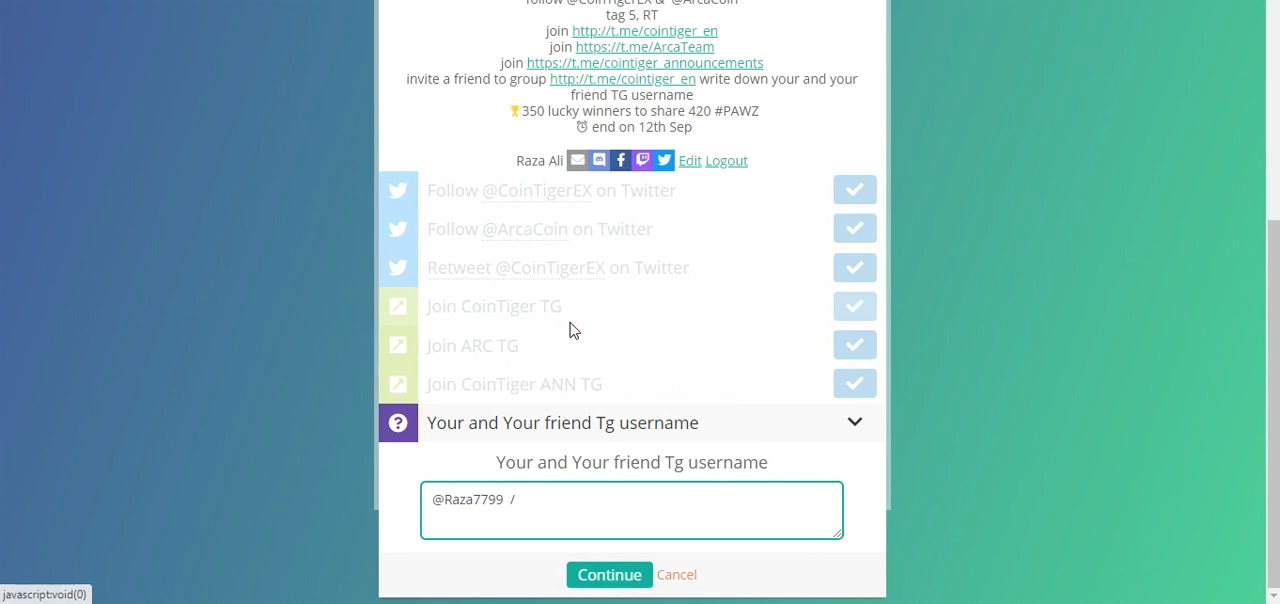 follow @CoinTigerEX & @ArcaCoin
tag 5, RT
join http://t.me/cointiger_en
join https://t.me/ArcaTeam
join https://t.me/cointiger_announcements
invite a friend to group http://t.me/cointiger_en write down your and your
friend TG username
🏆350 lucky winners to share 420 #PAWZ
⏰ end on 12th Sep
Raza Ali Edit Logout
Follow @CoinTigerEX on Twitter
Follow @ArcaCoin on Twitter
Retweet @CoinTigerEX on Twitter
Join CoinTiger TG
Join ARC TG
Join CoinTiger ANN TG
Your and Your friend Tg username
Your and Your friend Tg username
@Raza7799 /
Continue Cancel
javascript:void(0)